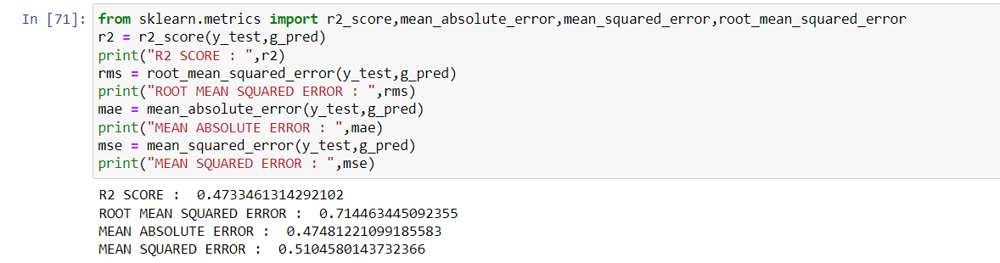 In [71]: from sklearn.metrics import r2_score,mean_absolute_error,mean_squared_error,root_mean_squared_error
r2 = r2_score(y_test,g_pred)
print("R2 SCORE : ",r2)
rms = root_mean_squared_error(y_test,g_pred)
print("ROOT MEAN SQUARED ERROR : ",rms)
mae = mean_absolute_error(y_test,g_pred)
print("MEAN ABSOLUTE ERROR : ",mae)
mse = mean_squared_error(y_test,g_pred)
print("MEAN SQUARED ERROR : ",mse)
R2 SCORE :  0.4733461314292102
ROOT MEAN SQUARED ERROR :  0.714463445092355
MEAN ABSOLUTE ERROR :  0.47481221099185583
MEAN SQUARED ERROR :  0.5104580143732366